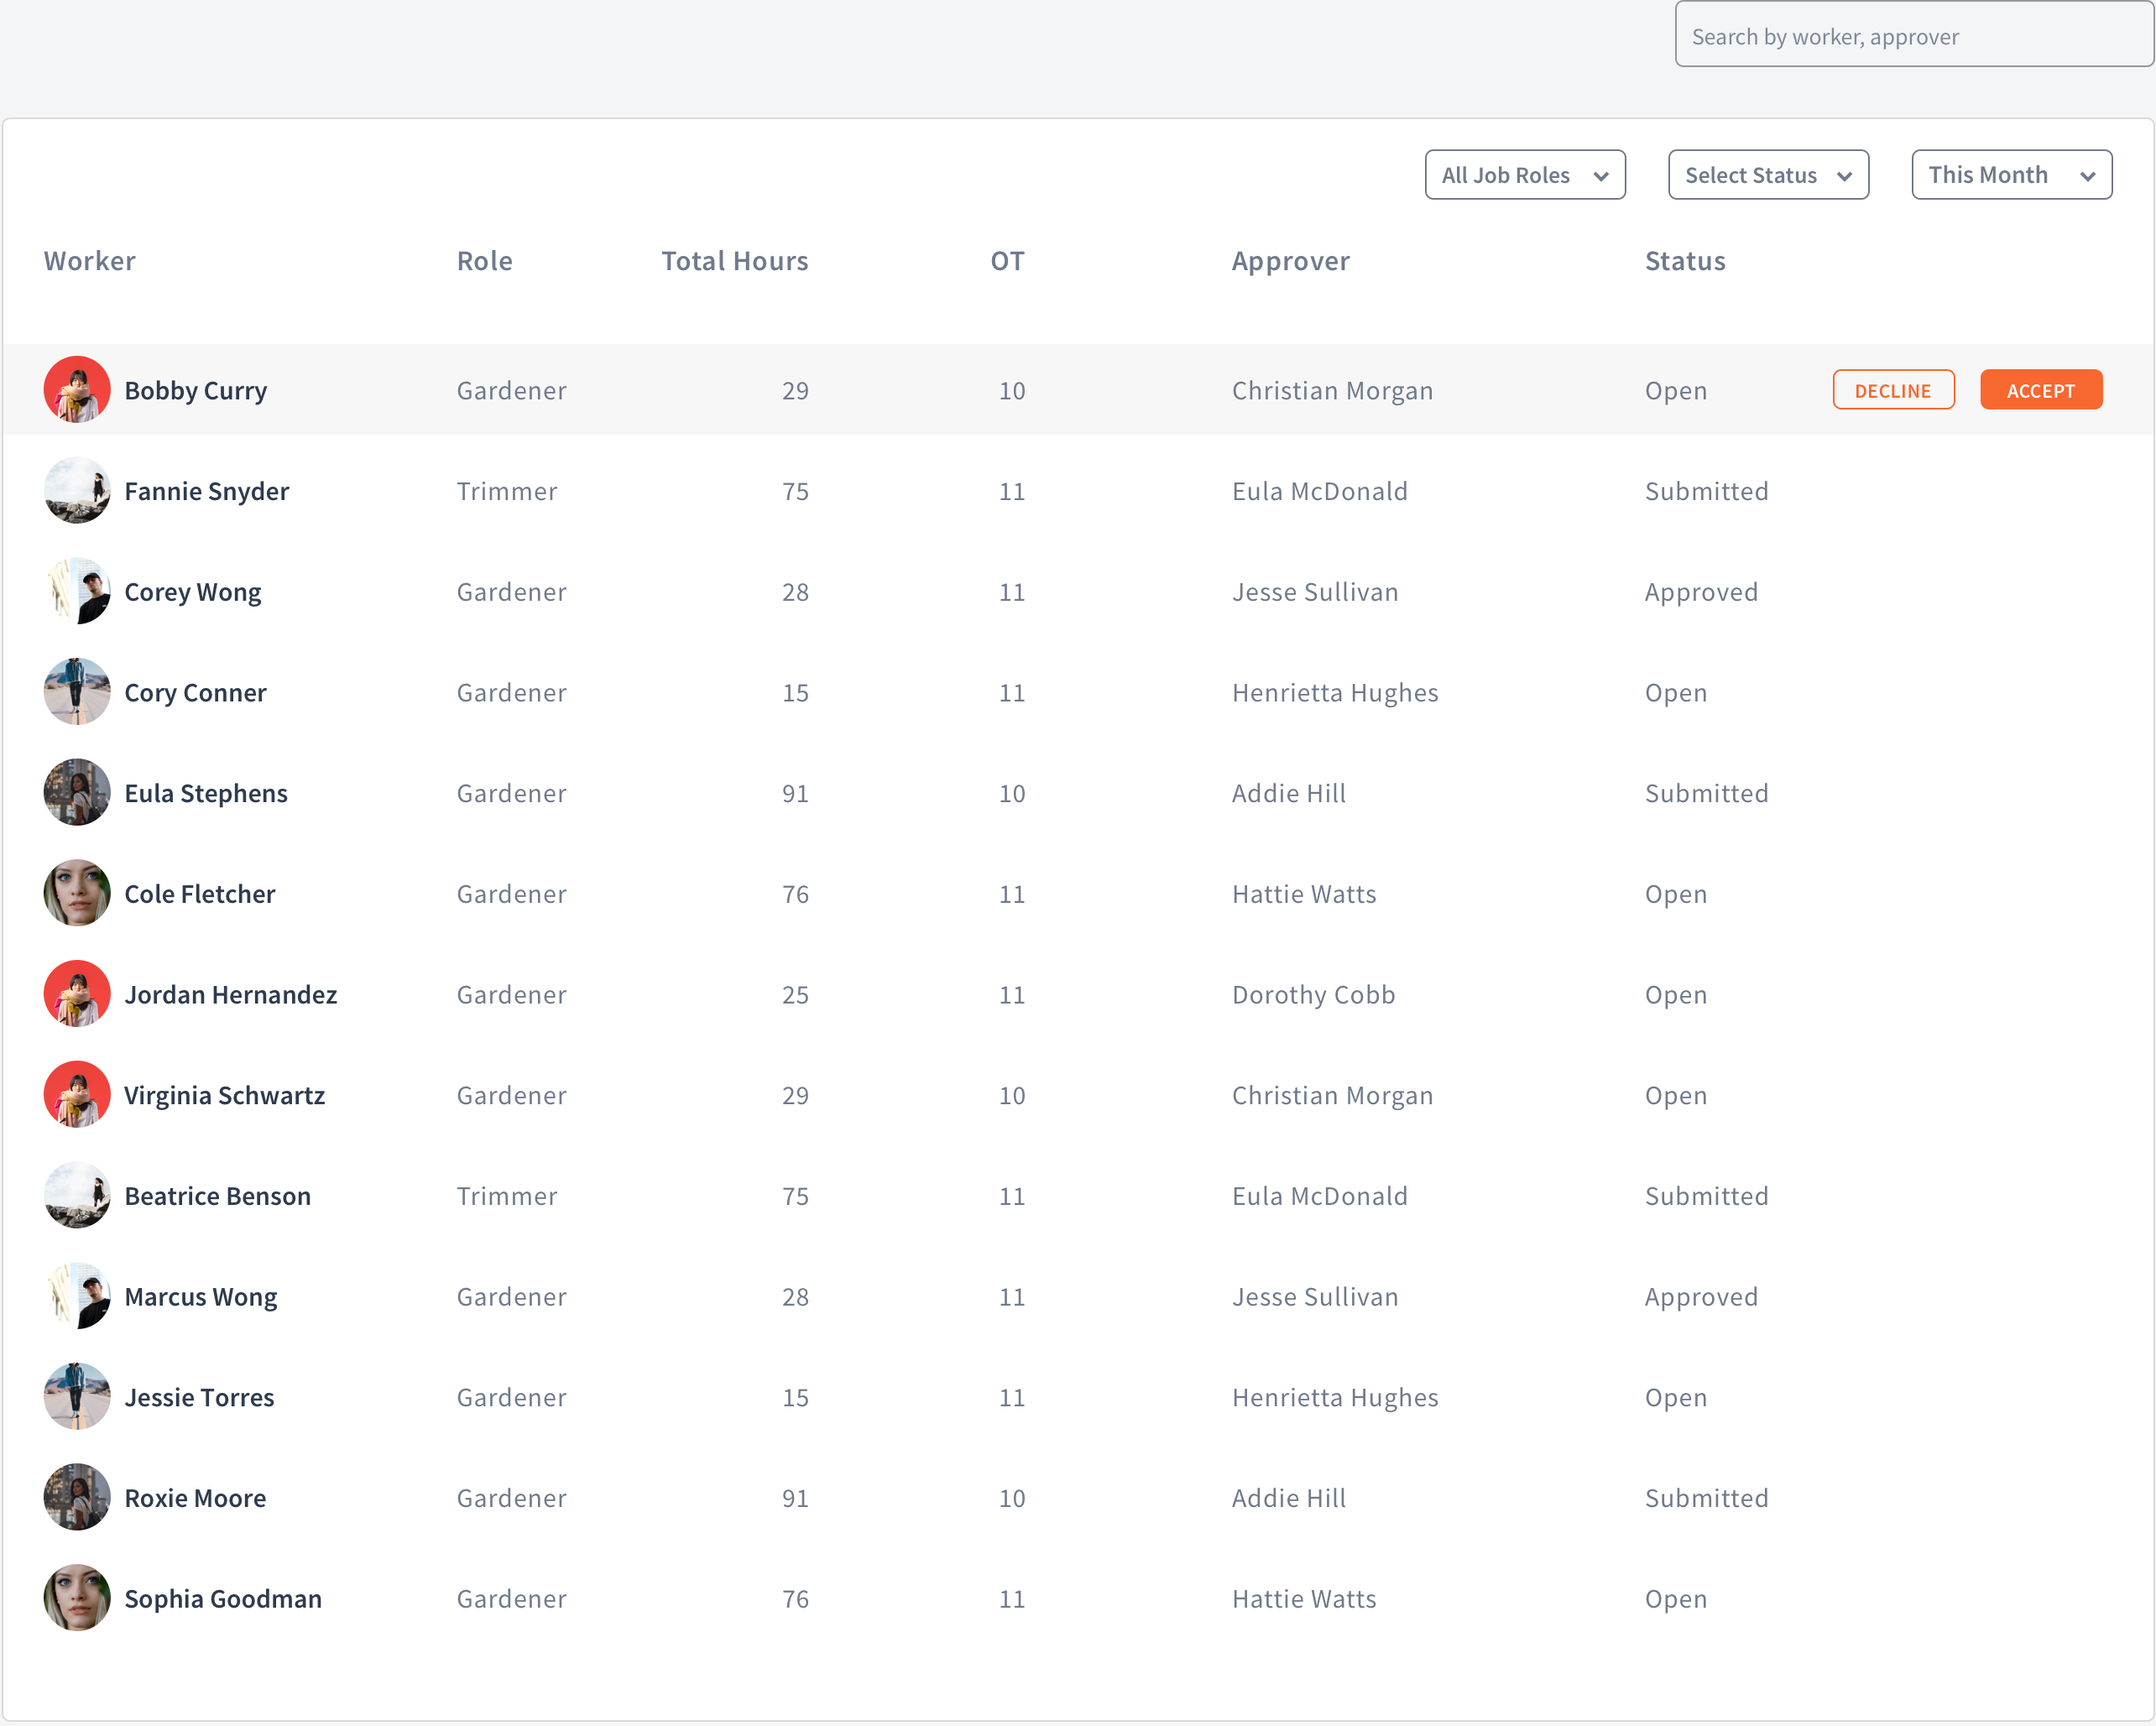 Search by worker, approver
All Job Roles Select Status This Month
Worker Role Total Hours OT Approver Status
Bobby Curry Gardener 29 10 Christian Morgan Open DECLINE ACCEPT
Fannie Snyder Trimmer 75 11 Eula McDonald Submitted
Corey Wong Gardener 28 11 Jesse Sullivan Approved
Cory Conner Gardener 15 11 Henrietta Hughes Open
Eula Stephens Gardener 91 10 Addie Hill Submitted
Cole Fletcher Gardener 76 11 Hattie Watts Open
Jordan Hernandez Gardener 25 11 Dorothy Cobb Open
Virginia Schwartz Gardener 29 10 Christian Morgan Open
Beatrice Benson Trimmer 75 11 Eula McDonald Submitted
Marcus Wong Gardener 28 11 Jesse Sullivan Approved
Jessie Torres Gardener 15 11 Henrietta Hughes Open
Roxie Moore Gardener 91 10 Addie Hill Submitted
Sophia Goodman Gardener 76 11 Hattie Watts Open